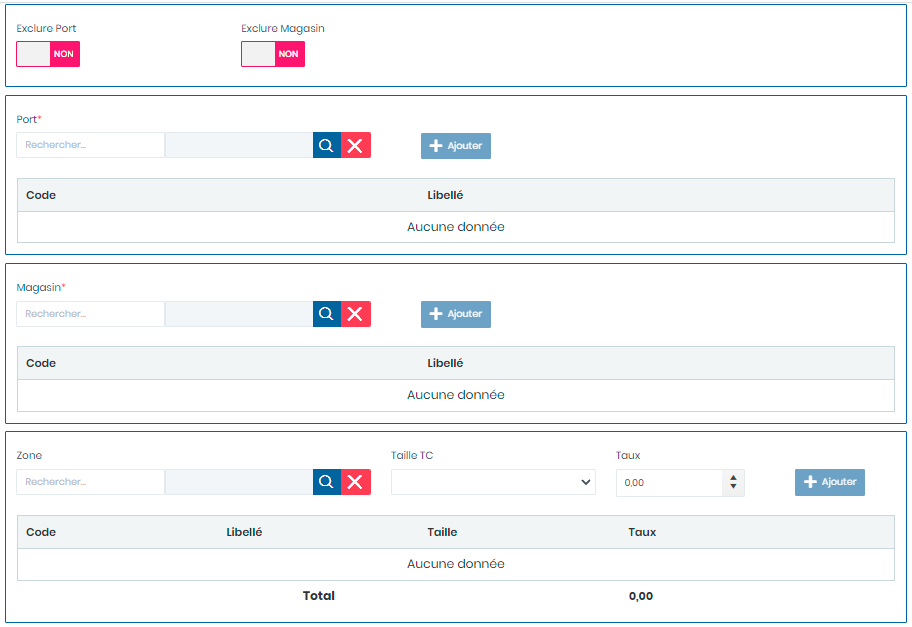 Exclure Port Exclure Magasin
NON NON
Port*
Rechercher... Ajouter
Code Libellé
Aucune donnée
Magasin*
Rechercher... Ajouter
Code Libellé
Aucune donnée
Zone Taille TC Taux
Rechercher... 0,00 Ajouter
Code Libellé Taille Taux
Aucune donnée
Total 0,00